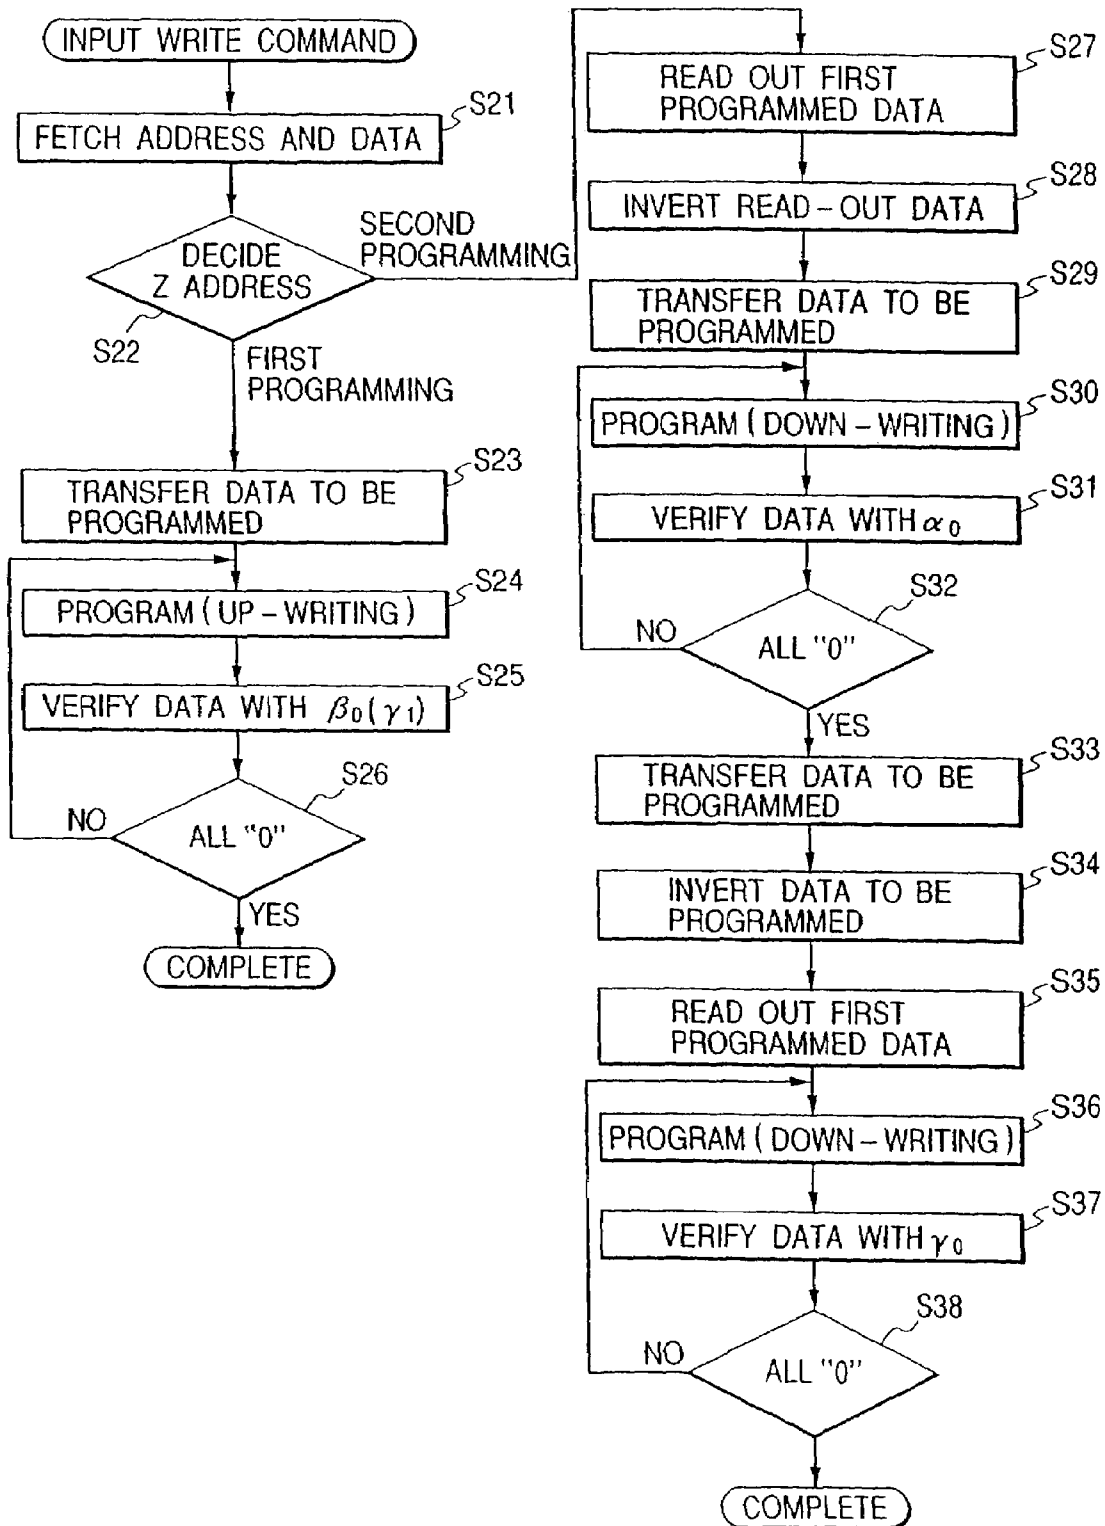 INPUT WRITE COMMAND
S21
FETCH ADDRESS AND DATA
SECOND
PROGRAMMING
DECIDE
Z ADDRESS
S22
FIRST
PROGRAMMING
S23
TRANSFER DATA TO BE
PROGRAMMED
S24
PROGRAM (UP-WRITING)
S25
VERIFY DATA WITH β0(γ1)
S26
NO
ALL "0"
YES
COMPLETE
S27
READ OUT FIRST
PROGRAMMED DATA
S28
INVERT READ-OUT DATA
S29
TRANSFER DATA TO BE
PROGRAMMED
S30
PROGRAM (DOWN-WRITING)
S31
VERIFY DATA WITH α0
S32
NO
ALL "0"
YES
S33
TRANSFER DATA TO BE
PROGRAMMED
S34
INVERT DATA TO BE
PROGRAMMED
S35
READ OUT FIRST
PROGRAMMED DATA
S36
PROGRAM (DOWN-WRITING)
S37
VERIFY DATA WITH γ0
S38
NO
ALL "0"
COMPLETE